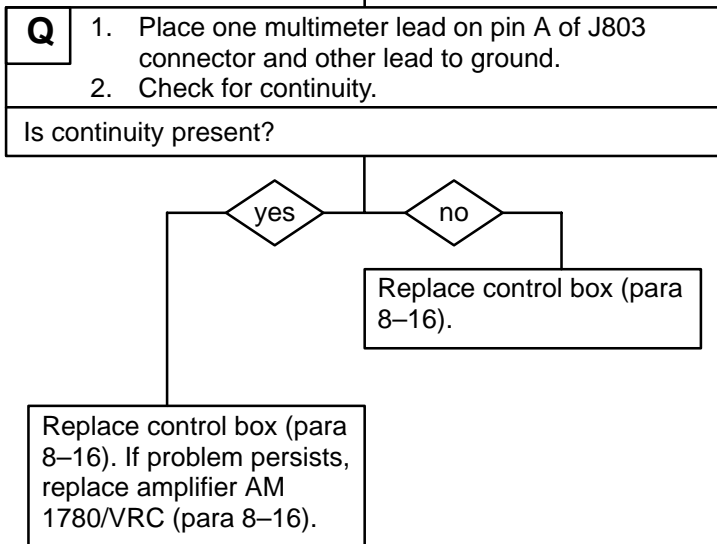 Q
1. Place one multimeter lead on pin A of J803
connector and other lead to ground.
2. Check for continuity.
Is continuity present?
yes
no
Replace control box (para
8–16).
Replace control box (para
8–16). If problem persists,
replace amplifier AM
1780/VRC (para 8–16).